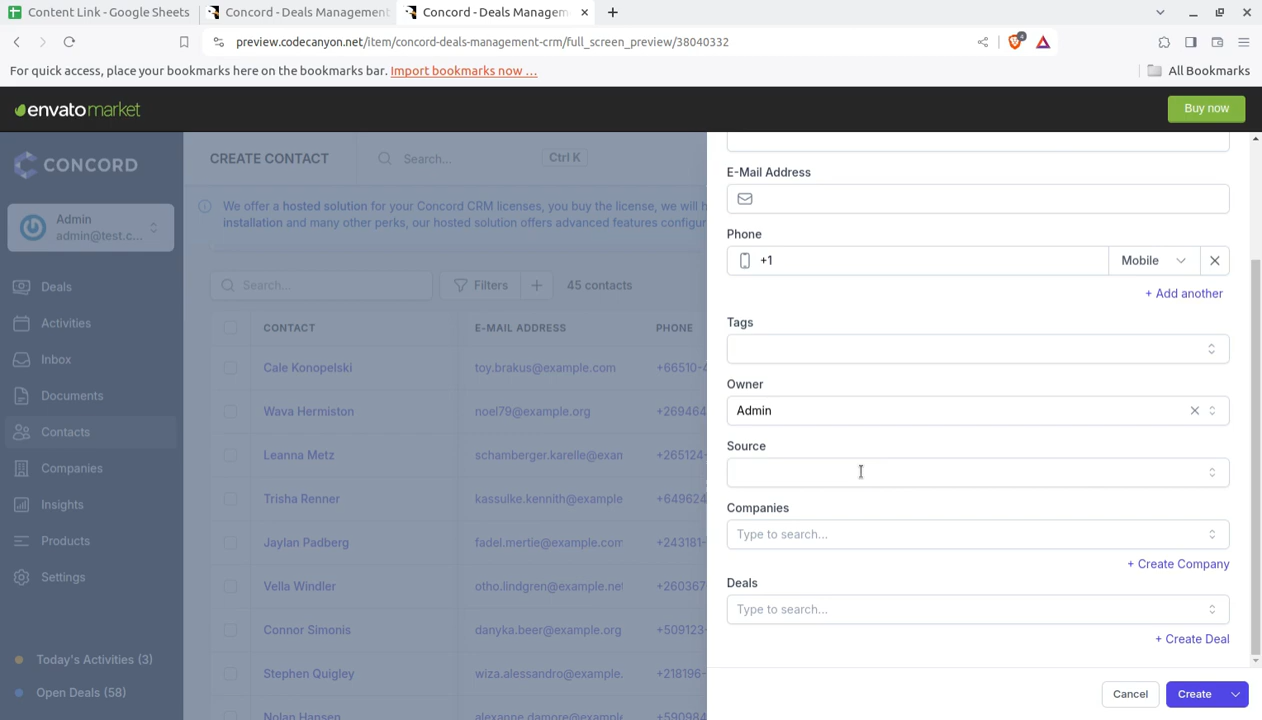 Content Link - Google Sheets
Concord - Deals Management
Concord - Deals Managem
preview.codecanyon.net/item/concord-deals-management-crm/full_screen_preview/38040332
4
For quick access, place your bookmarks here on the bookmarks bar. Import bookmarks now ...
All Bookmarks
envatomarket
Buy now
CONCORD
CREATE CONTACT
Search...
Ctrl K
Admin
admin@test.c...
We offer a hosted solution for your Concord CRM licenses, you buy the license, we will h
installation and many other perks, our hosted solution offers advanced features configur
Deals
Activities
Inbox
Documents
Contacts
Companies
Insights
Products
Settings
Today's Activities (3)
Open Deals (58)
Search...
Filters
45 contacts
CONTACT E-MAIL ADDRESS PHONE
Cale Konopelski toy.brakus@example.com +66510-4
Wava Hermiston noel79@example.org +269464
Leanna Metz schamberger.karelle@exan +265124-
Trisha Renner kassulke.kennith@example +649624
Jaylan Padberg fadel.mertie@example.com +243181-
Vella Windler otho.lindgren@example.net +260367
Connor Simonis danyka.beer@example.org +509123-
Stephen Quigley wiza.alessandro@example. +218196-
Nolan Hansen alexanne.damore@example +590984
E-Mail Address
Phone
+1
Mobile
+ Add another
Tags
Owner
Admin
Source
Companies
Type to search...
+ Create Company
Deals
Type to search...
+ Create Deal
Cancel
Create